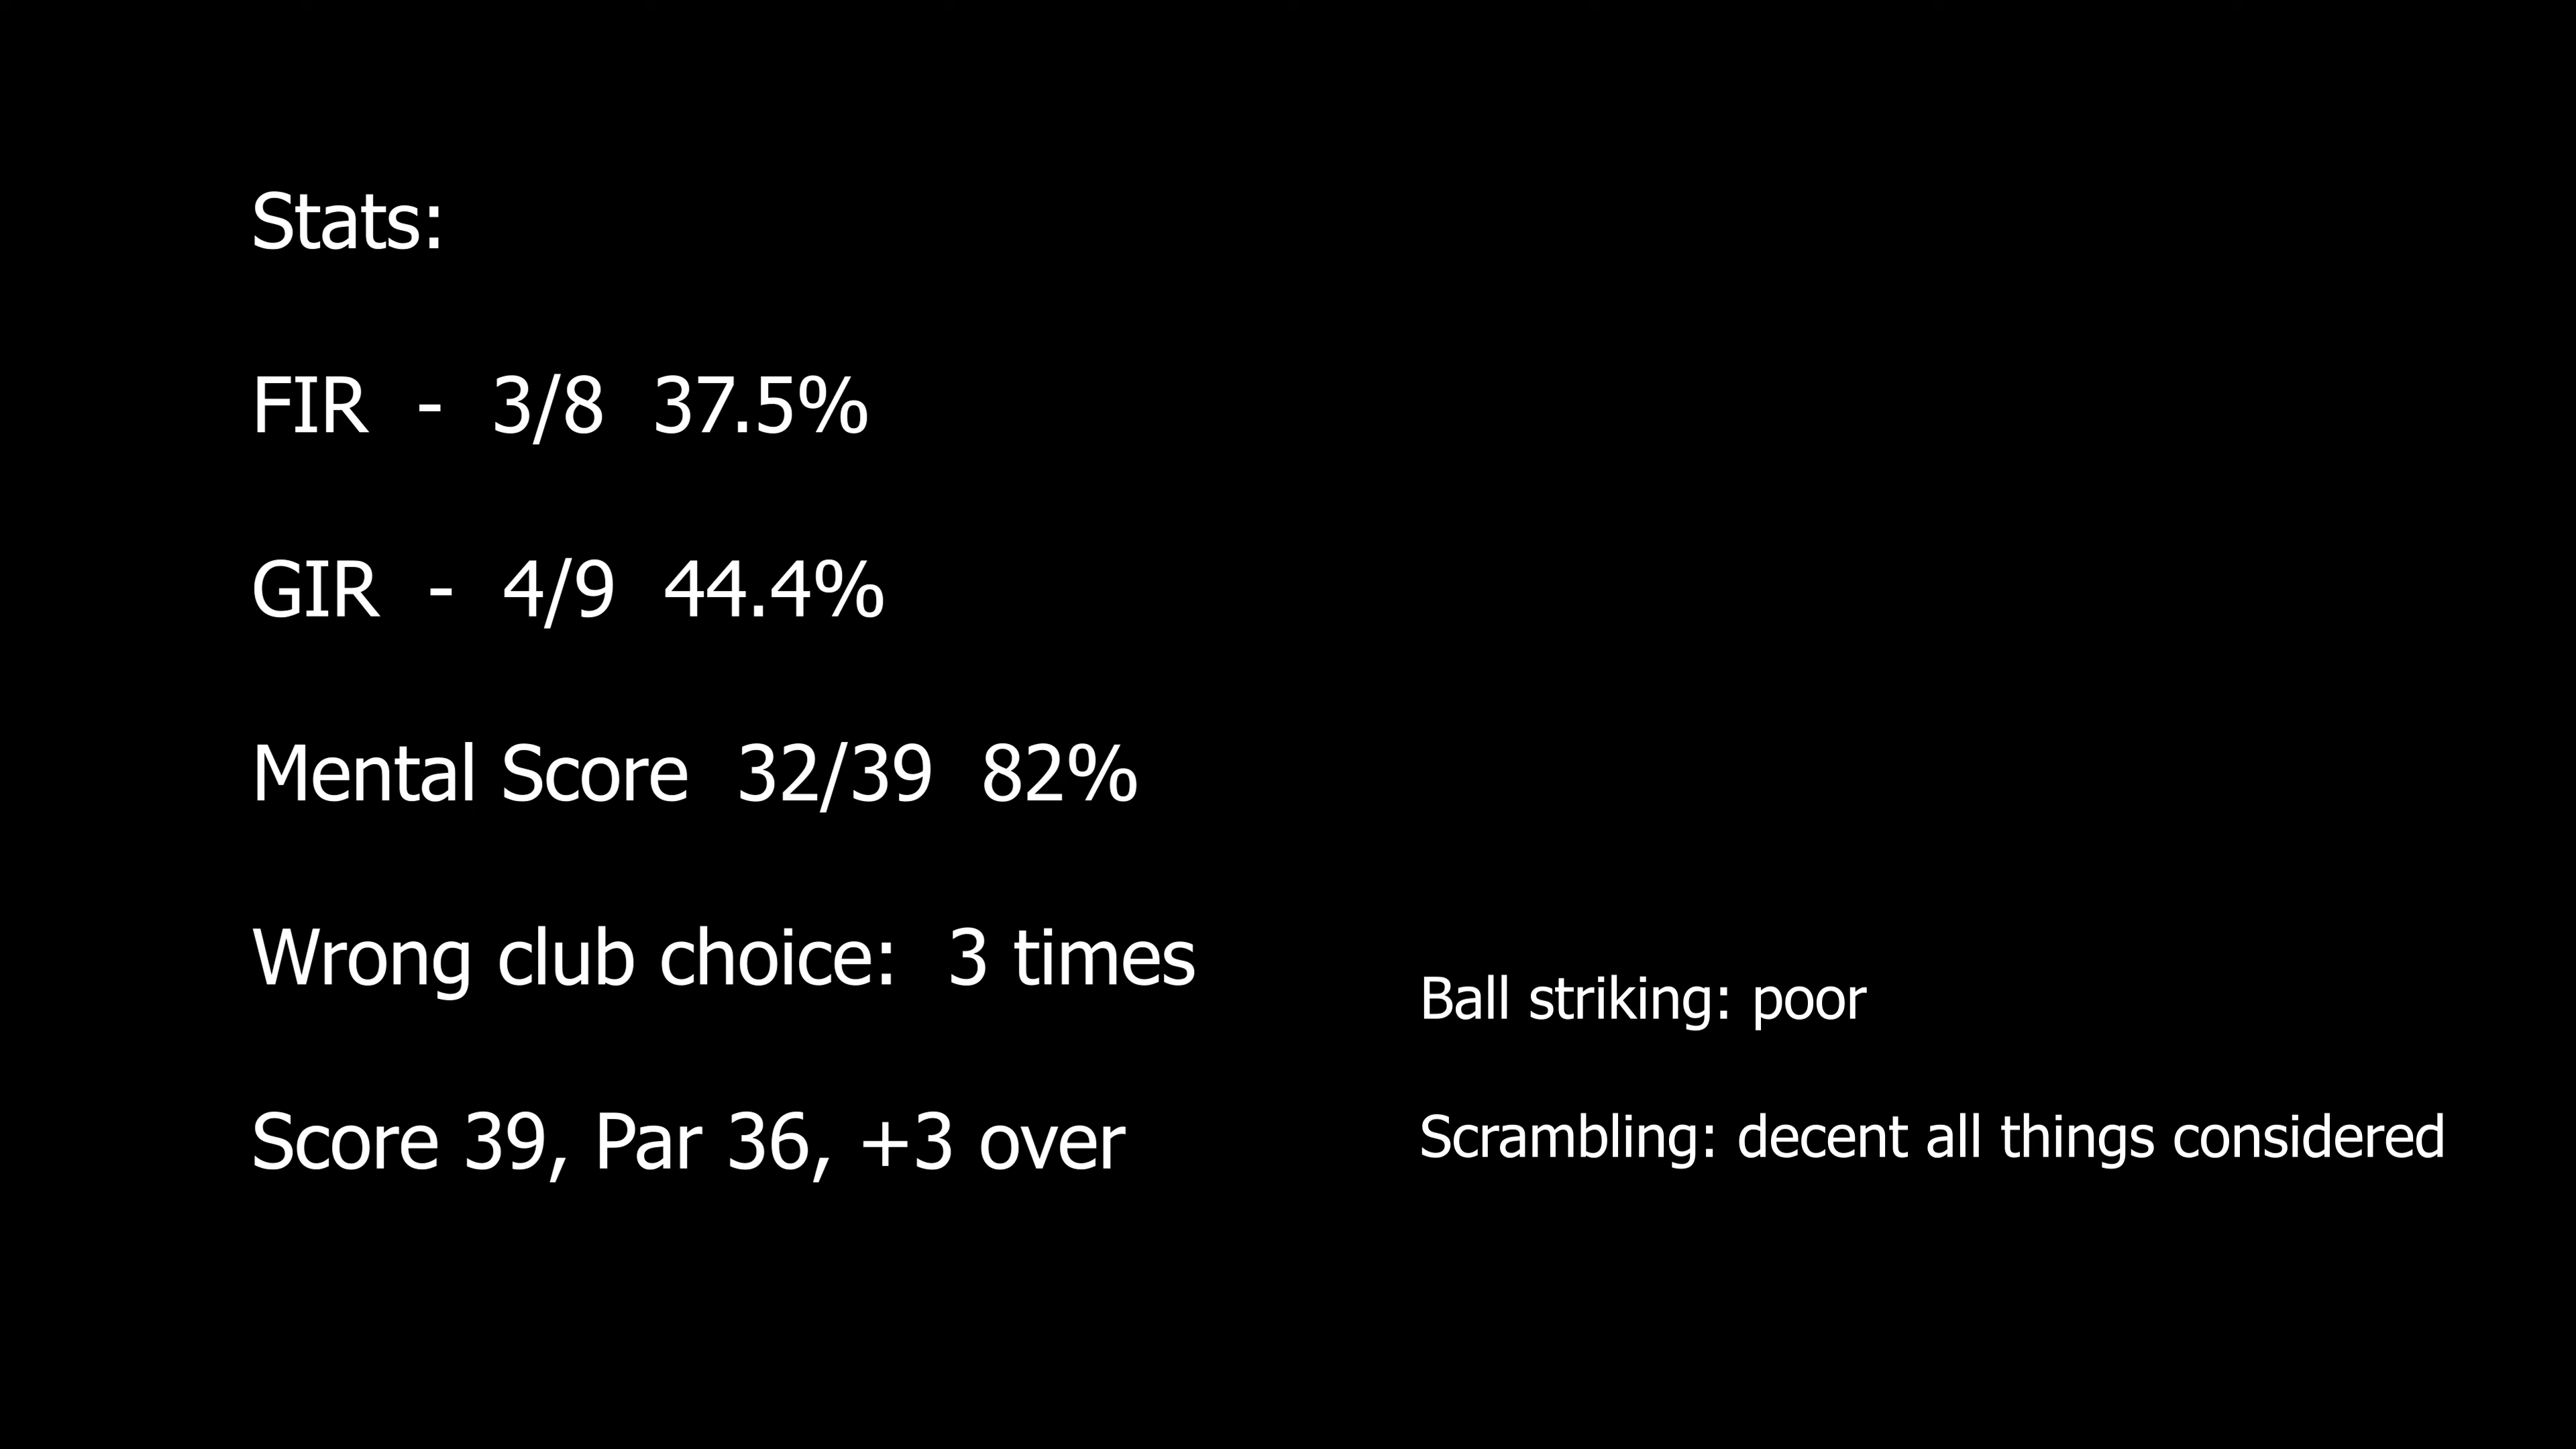 Stats:
FIR - 3/8 37.5%
GIR - 4/9 44.4%
Mental Score 32/39 82%
Wrong club choice: 3 times
Score 39, Par 36, +3 over
Ball striking: poor
Scrambling: decent all things considered